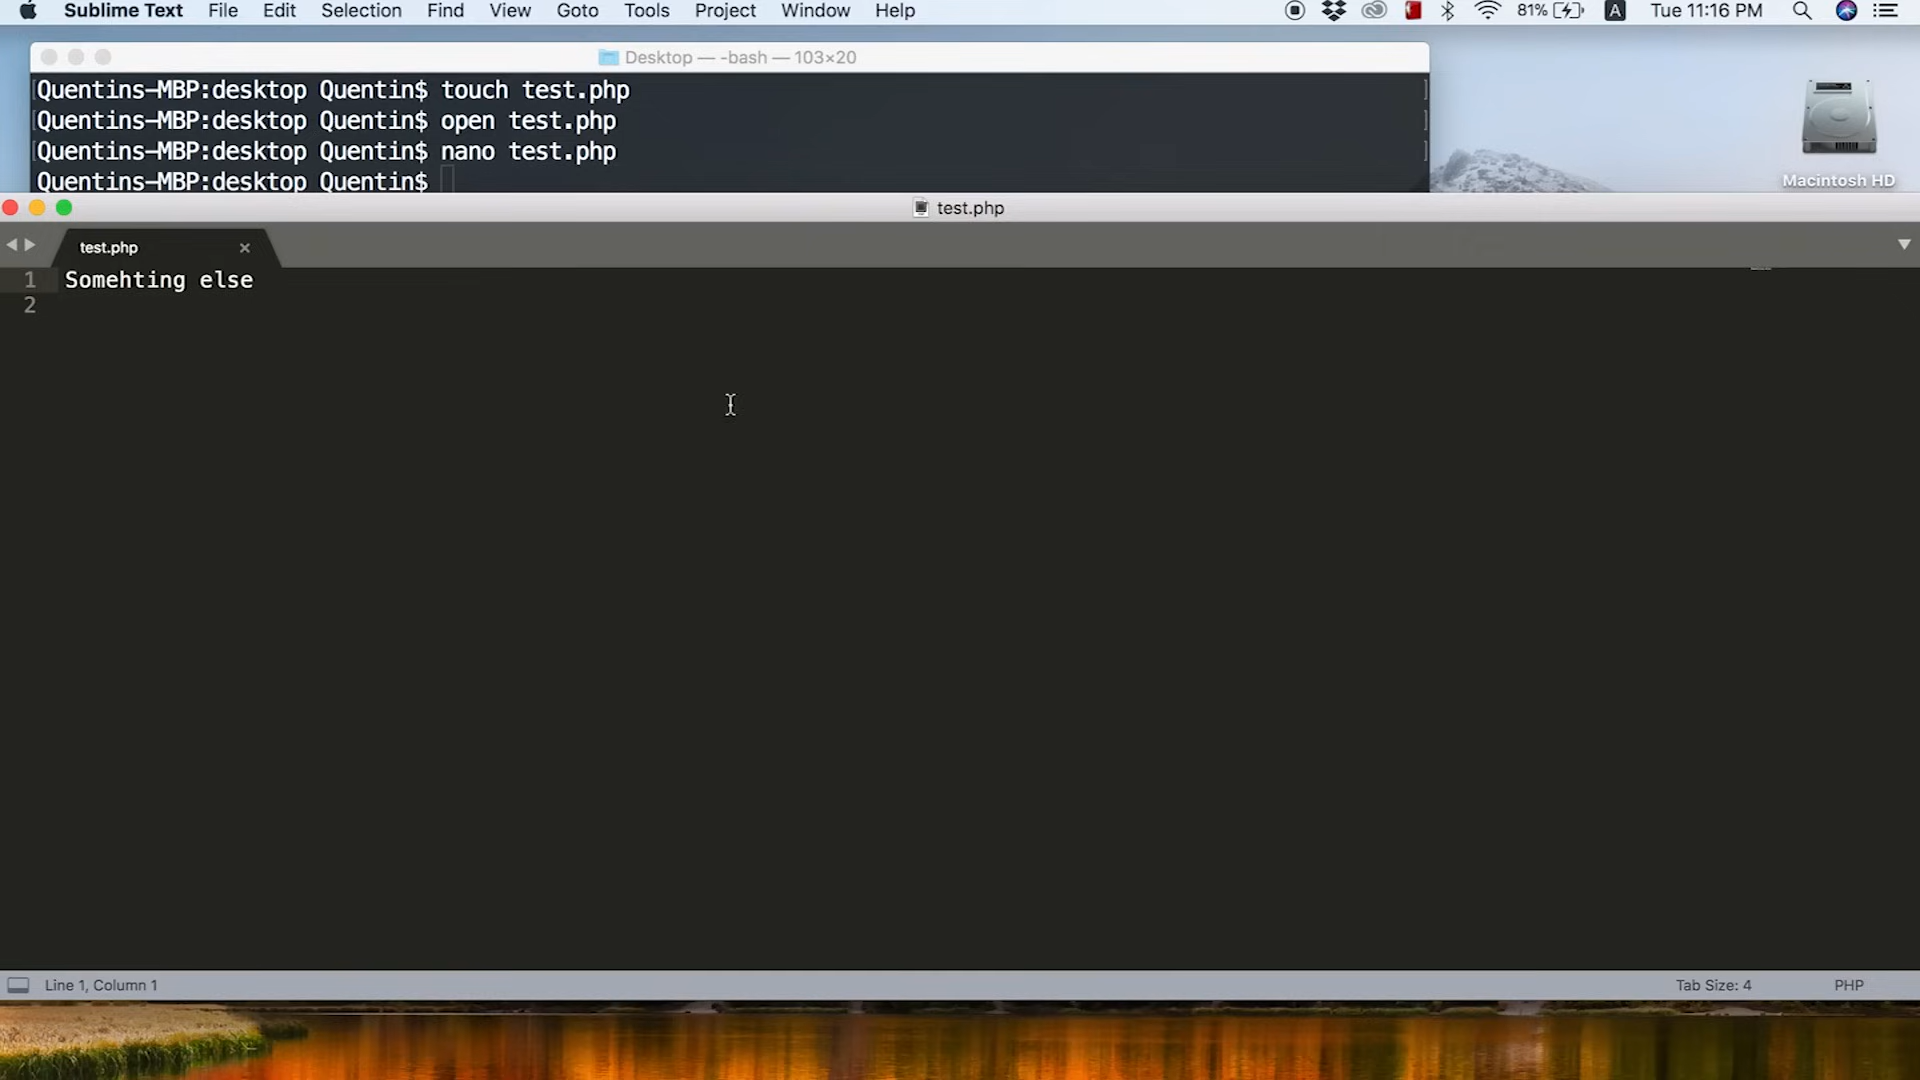 Sublime Text File Edit Selection Find View Goto Tools Project Window Help 81% A Tue 11:16 PM
Desktop — -bash — 103×20
Quentins-MBP:desktop Quentin$ touch test.php
Quentins-MBP:desktop Quentin$ open test.php
Quentins-MBP:desktop Quentin$ nano test.php
Quentins-MBP:desktop Quentin$
Macintosh HD
test.php
test.php
1 Somehting else
2
Line 1, Column 1 Tab Size: 4 PHP